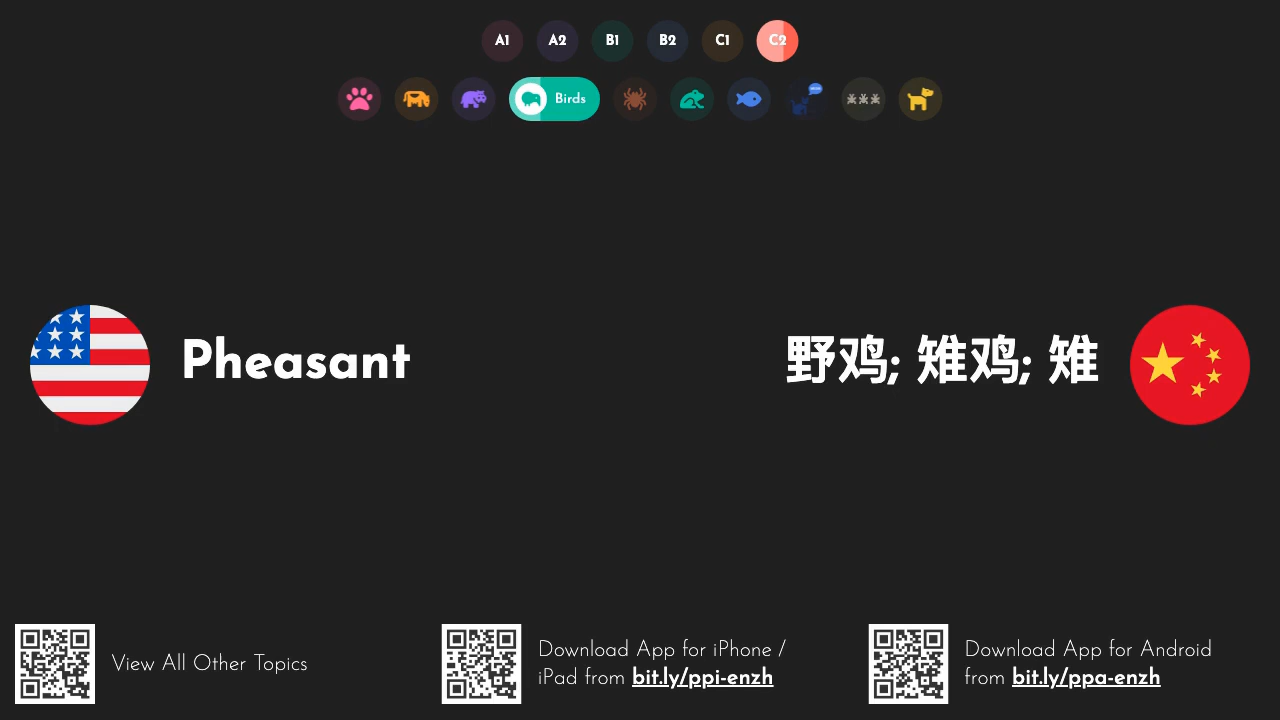 A1 A2 B1 B2 C1 C2
Birds
Pheasant
野鸡; 雉鸡; 雉
View All Other Topics
Download App for iPhone /
iPad from bit.ly/ppi-enzh
Download App for Android
from bit.ly/ppa-enzh